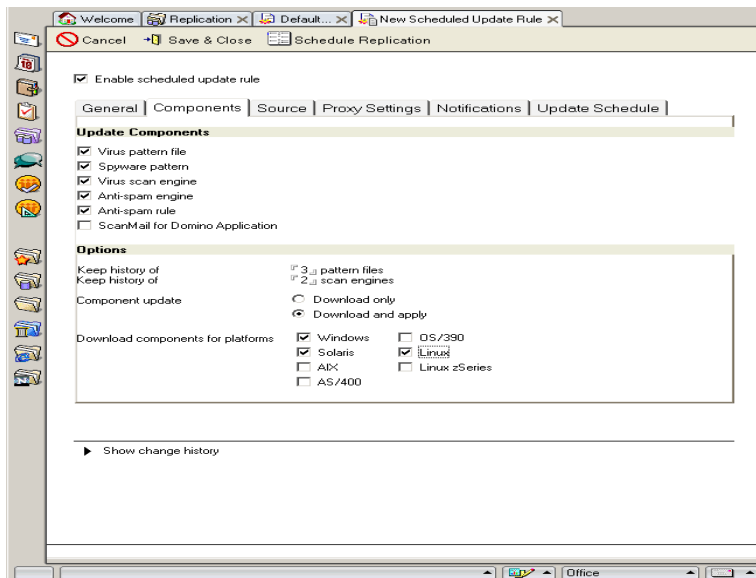 Welcome Replication Default... New Scheduled Update Rule
Cancel Save & Close Schedule Replication
Enable scheduled update rule
General Components Source Proxy Settings Notifications Update Schedule
Update Components
Virus pattern file
Spyware pattern
Virus scan engine
Anti-spam engine
Anti-spam rule
ScanMail for Domino Application
Options
Keep history of 3 pattern files
Keep history of 2 scan engines
Component update Download only
Download and apply
Download components for platforms Windows OS/390
Solaris Linux
AIX Linux zSeries
AS/400
Show change history
Office